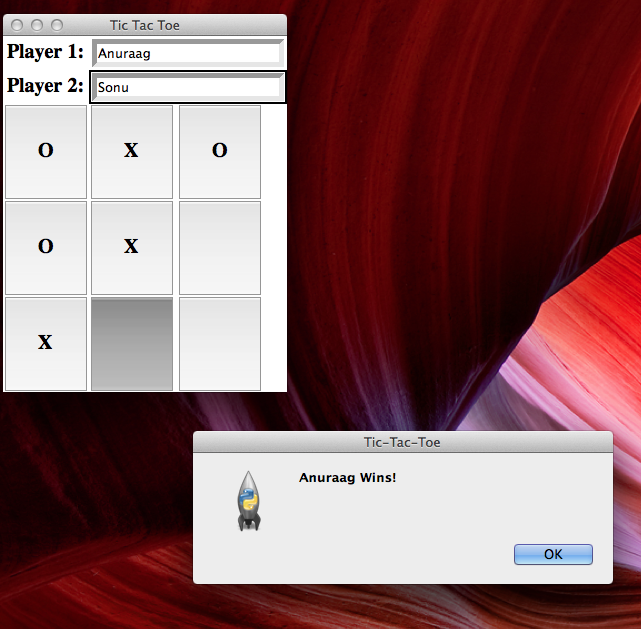 Tic Tac Toe
Player 1: Anuraag
Player 2: Sonu
O X O
O X
X
Tic-Tac-Toe
Anuraag Wins!
OK